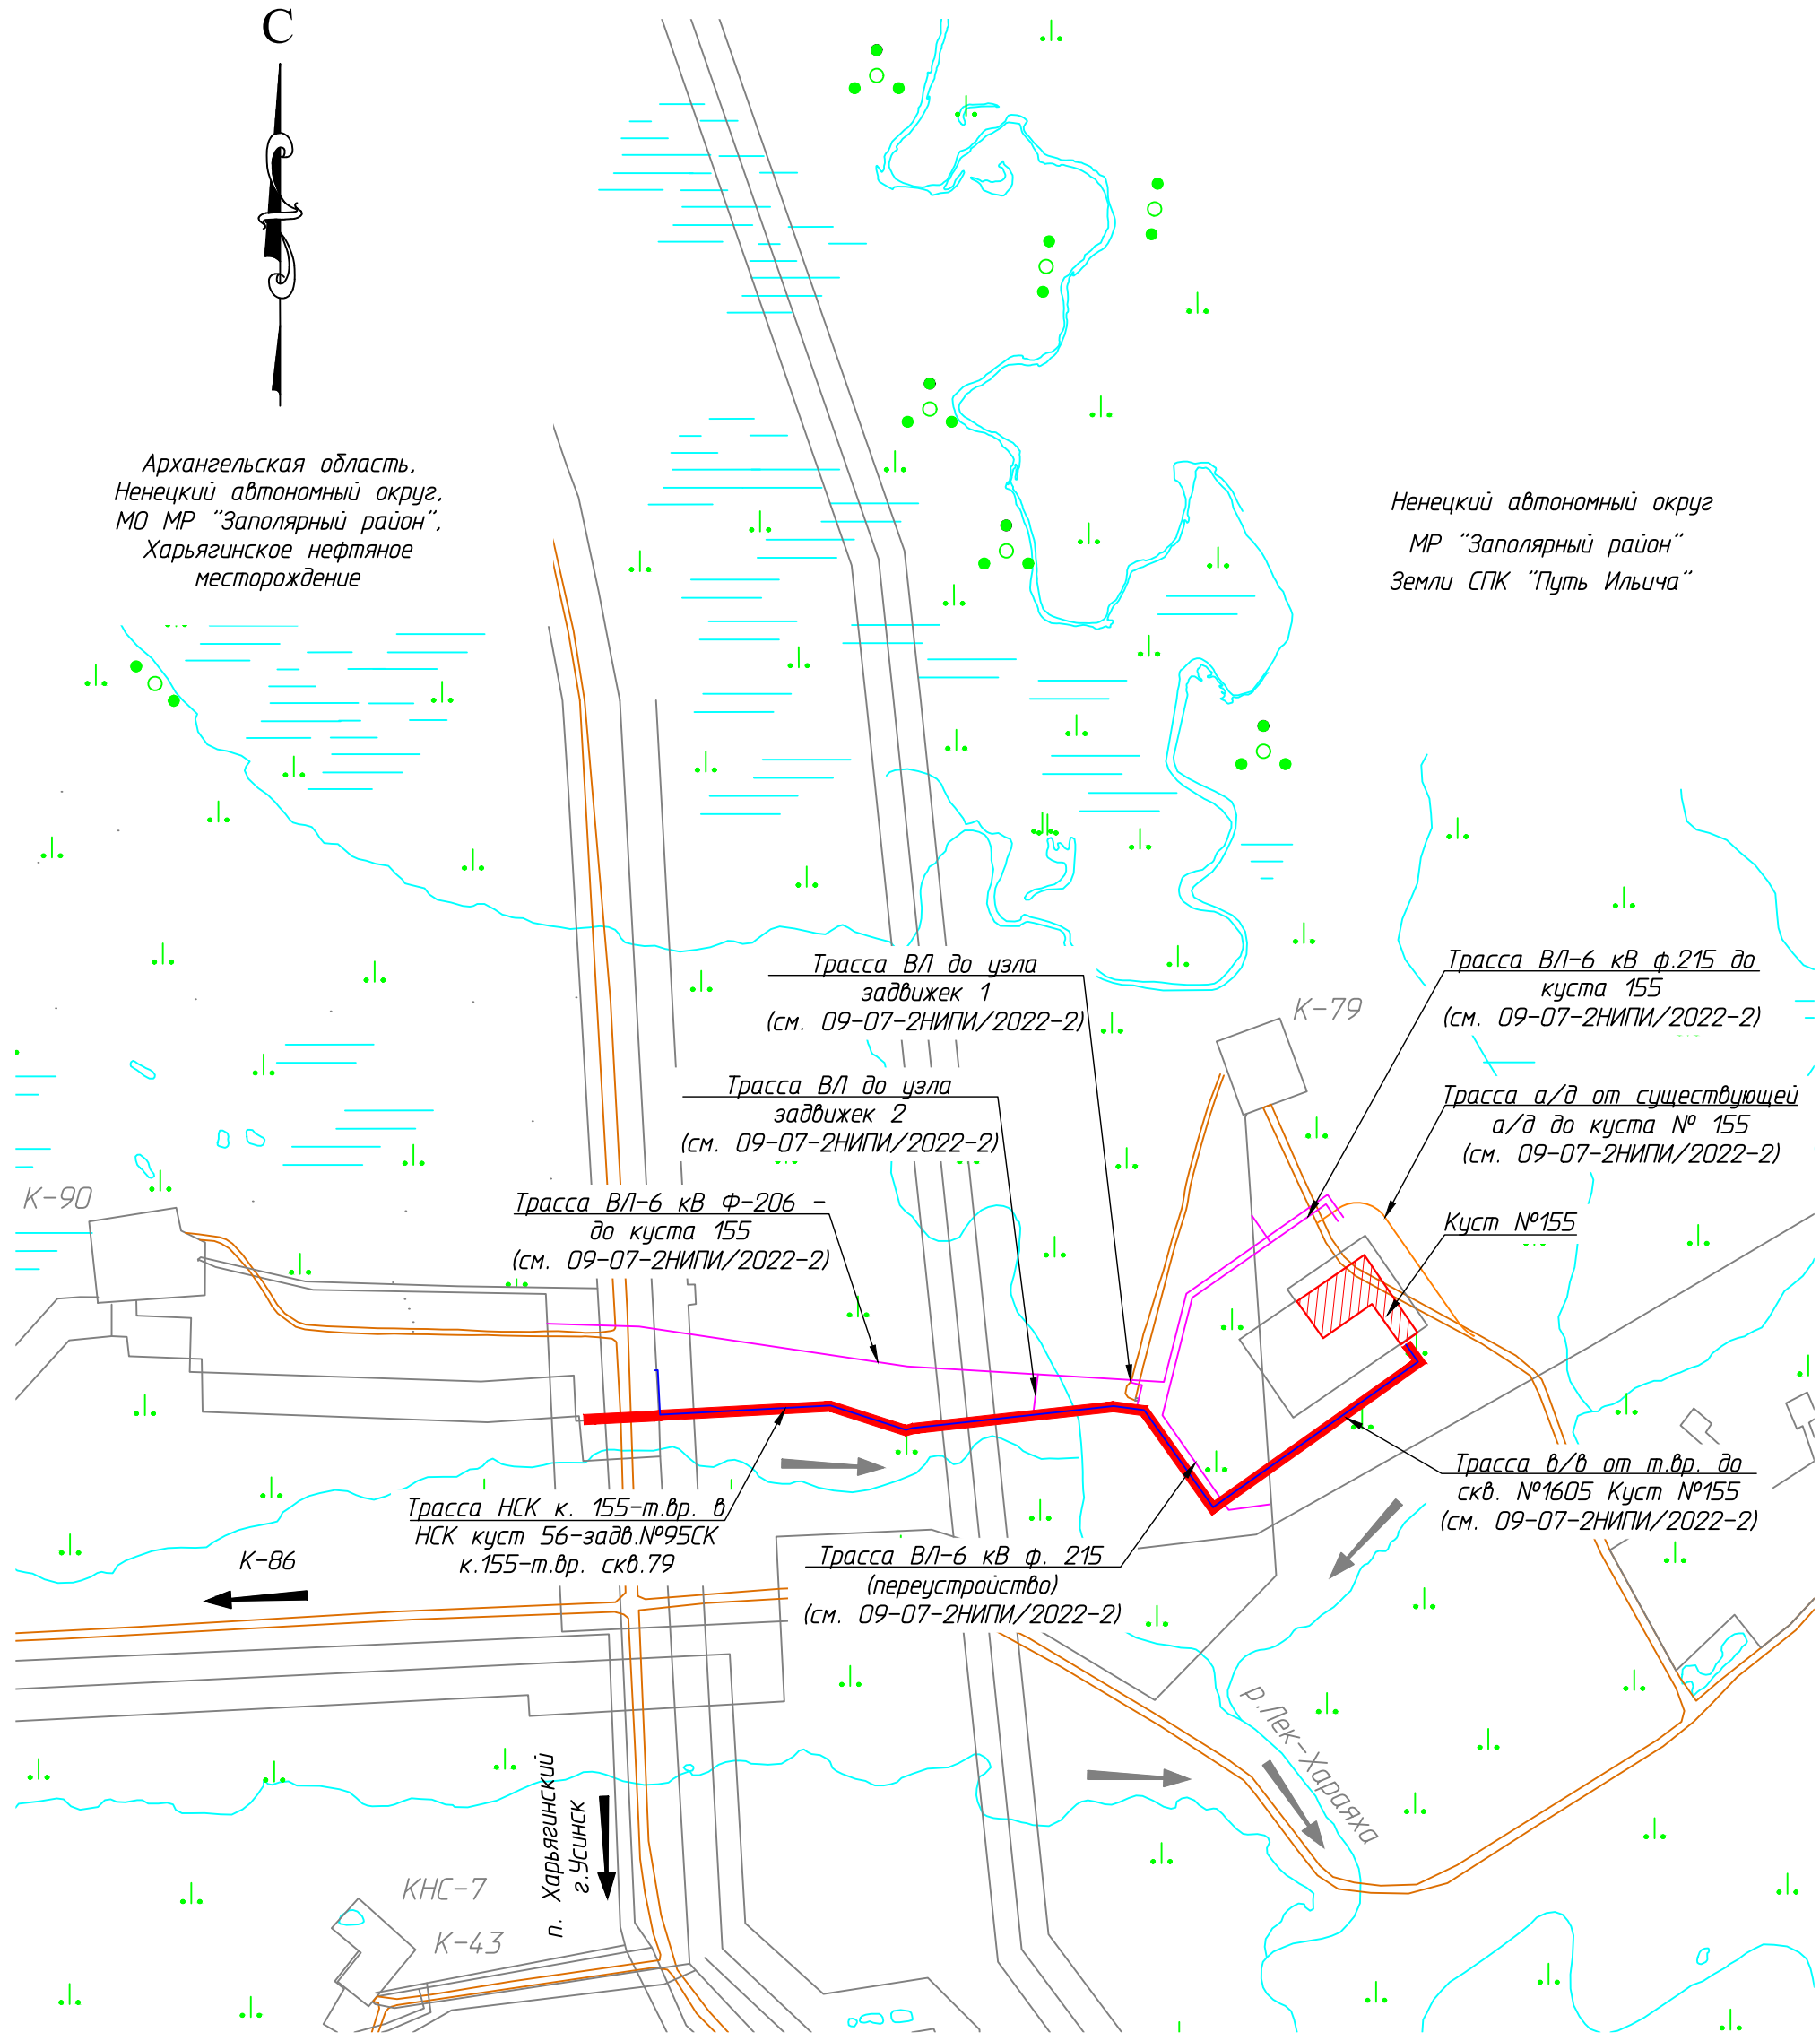 С
Архангельская область,
Ненецкий автономный округ,
МО МР "Заполярный район",
Харьягинское нефтяное
месторождение
Ненецкий автономный округ
МР "Заполярный район"
Земли СПК "Путь Ильича"
Трасса ВЛ до узла
задвижек 1
(см. 09-07-2НИПИ/2022-2)
К-79
Трасса ВЛ-6 кВ ф.215 до
куста 155
(см. 09-07-2НИПИ/2022-2)
Трасса ВЛ до узла
задвижек 2
(см. 09-07-2НИПИ/2022-2)
Трасса а/д от существующей
а/д до куста № 155
(см. 09-07-2НИПИ/2022-2)
К-90
Трасса ВЛ-6 кВ Ф-206 -
до куста 155
(см. 09-07-2НИПИ/2022-2)
Куст №155
Трасса НСК к. 155-т.вр. в
НСК куст 56-задв.№95СК
к.155-т.вр. скв.79
Трасса в/в от т.вр. до
скв. №1605 Куст №155
(см. 09-07-2НИПИ/2022-2)
К-86
Трасса ВЛ-6 кВ ф. 215
(переустройство)
(см. 09-07-2НИПИ/2022-2)
р.Лек-Хараяха
п. Харьягинский
г.Усинск
КНС-7
К-43